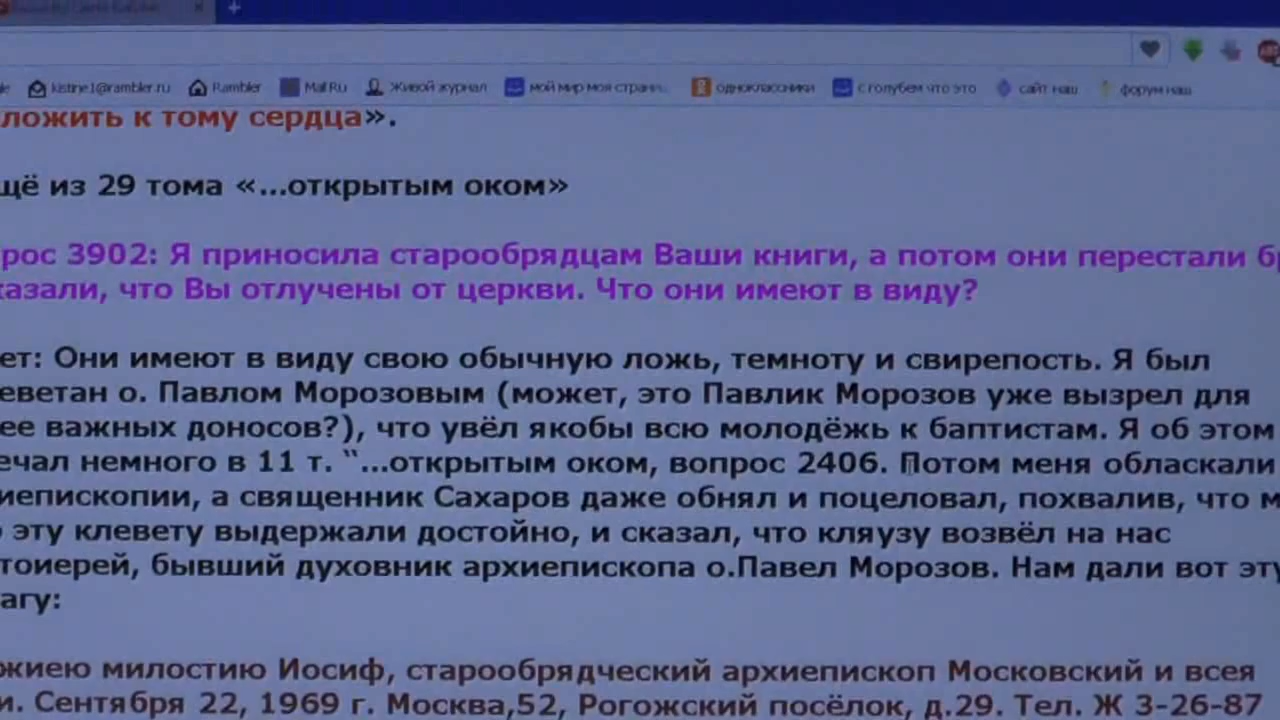 kistine1@rambler.ru Rambler Mail.Ru Живой журнал мой мир моя страни... одноклассники с голубем что это сайт наш форум наш
ложить к тому сердца».
щё из 29 тома «...открытым оком»
рос 3902: Я приносила старообрядцам Ваши книги, а потом они перестали бр
казали, что Вы отлучены от церкви. Что они имеют в виду?
ет: Они имеют в виду свою обычную ложь, темноту и свирепость. Я был
еветан о. Павлом Морозовым (может, это Павлик Морозов уже вызрел для
ее важных доносов?), что увёл якобы всю молодёжь к баптистам. Я об этом
ечал немного в 11 т. “...открытым оком, вопрос 2406. Потом меня обласкали
иепископии, а священник Сахаров даже обнял и поцеловал, похвалив, что м
о эту клевету выдержали достойно, и сказал, что кляузу возвёл на нас
тоиерей, бывший духовник архиепископа о.Павел Морозов. Нам дали вот эту
агу:
жиею милостию Иосиф, старообрядческий архиепископ Московский и всея
и. Сентября 22, 1969 г. Москва,52, Рогожский посёлок, д.29. Тел. Ж 3-26-87